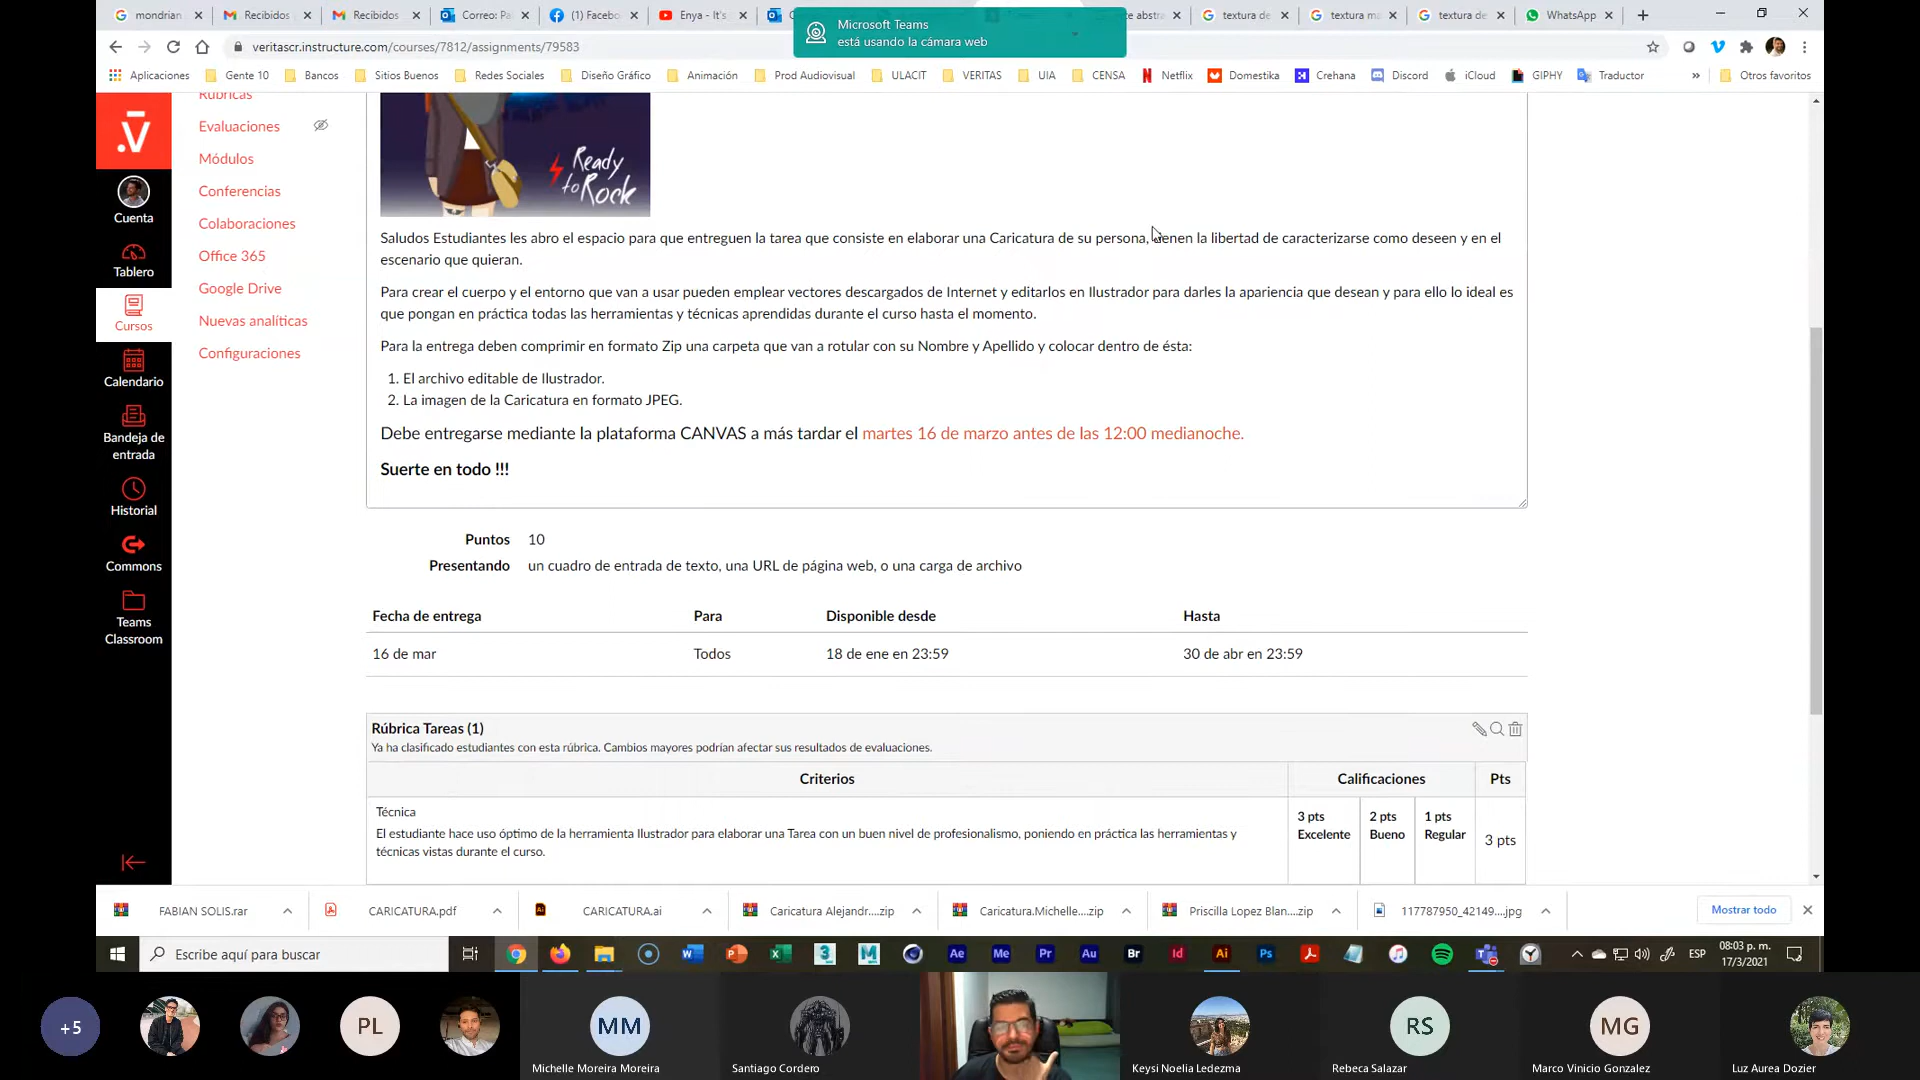 mondrian
Recibidos
Recibidos
Correo: Pa
(1) Facebo
Enya - It's
te abstra
textura de
textura ma
textura de
WhatsApp
Microsoft Teams
está usando la cámara web
veritascr.instructure.com/courses/7812/assignments/79583
Aplicaciones
Gente 10
Bancos
Sitios Buenos
Redes Sociales
Diseño Gráfico
Animación
Prod Audiovisual
ULACIT
VERITAS
UIA
CENSA
Netflix
Domestika
Crehana
Discord
iCloud
GIPHY
Traductor
»
Otros favoritos
.V
Cuenta
Tablero
Cursos
Calendario
Bandeja de
entrada
Historial
Commons
Teams
Classroom
Rúbricas
Evaluaciones
Módulos
Conferencias
Colaboraciones
Office 365
Google Drive
Nuevas analíticas
Configuraciones
Ready
to Rock
Saludos Estudiantes les abro el espacio para que entreguen la tarea que consiste en elaborar una Caricatura de su persona, tienen la libertad de caracterizarse como deseen y en el
escenario que quieran.
Para crear el cuerpo y el entorno que van a usar pueden emplear vectores descargados de Internet y editarlos en Ilustrador para darles la apariencia que desean y para ello lo ideal es
que pongan en práctica todas las herramientas y técnicas aprendidas durante el curso hasta el momento.
Para la entrega deben comprimir en formato Zip una carpeta que van a rotular con su Nombre y Apellido y colocar dentro de ésta:
1. El archivo editable de Ilustrador.
2. La imagen de la Caricatura en formato JPEG.
Debe entregarse mediante la plataforma CANVAS a más tardar el martes 16 de marzo antes de las 12:00 medianoche.
Suerte en todo !!!
Puntos 10
Presentando un cuadro de entrada de texto, una URL de página web, o una carga de archivo
Fecha de entrega Para Disponible desde Hasta
16 de mar Todos 18 de ene en 23:59 30 de abr en 23:59
Rúbrica Tareas (1)
Ya ha clasificado estudiantes con esta rúbrica. Cambios mayores podrían afectar sus resultados de evaluaciones.
Criterios Calificaciones Pts
Técnica
El estudiante hace uso óptimo de la herramienta Ilustrador para elaborar una Tarea con un buen nivel de profesionalismo, poniendo en práctica las herramientas y
técnicas vistas durante el curso.
3 pts
Excelente
2 pts
Bueno
1 pts
Regular
3 pts
FABIAN SOLIS.rar
CARICATURA.pdf
CARICATURA.ai
Caricatura Alejandr....zip
Caricatura.Michelle....zip
Priscilla Lopez Blan....zip
117787950_42149....jpg
Mostrar todo
Escribe aquí para buscar
3
M
Ae
Me
Pr
Au
Br
Id
Ai
Ps
ESP
08:03 p. m.
17/3/2021
+5
PL
MM
Michelle Moreira Moreira
Santiago Cordero
Keysi Noelia Ledezma
RS
Rebeca Salazar
MG
Marco Vinicio Gonzalez
Luz Aurea Dozier